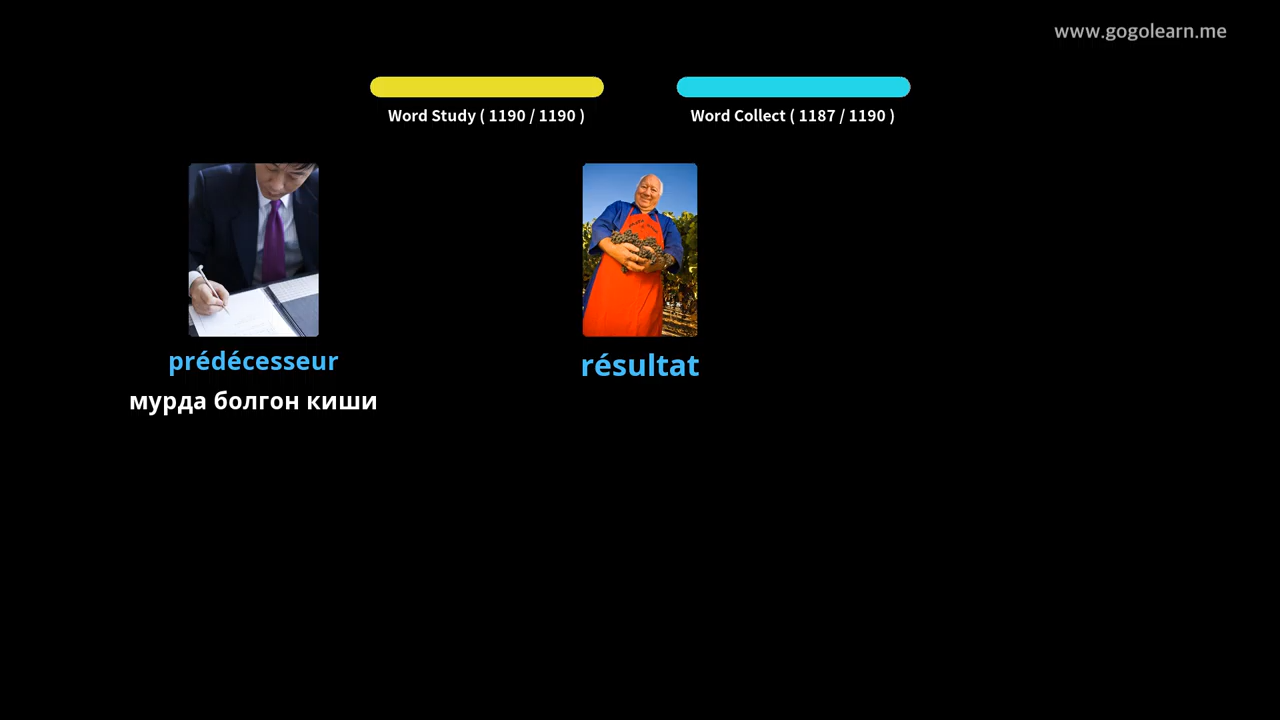 www.gogolearn.me
Word Study ( 1190 / 1190 )
Word Collect ( 1187 / 1190 )
prédécesseur
мурда болгон киши
résultat